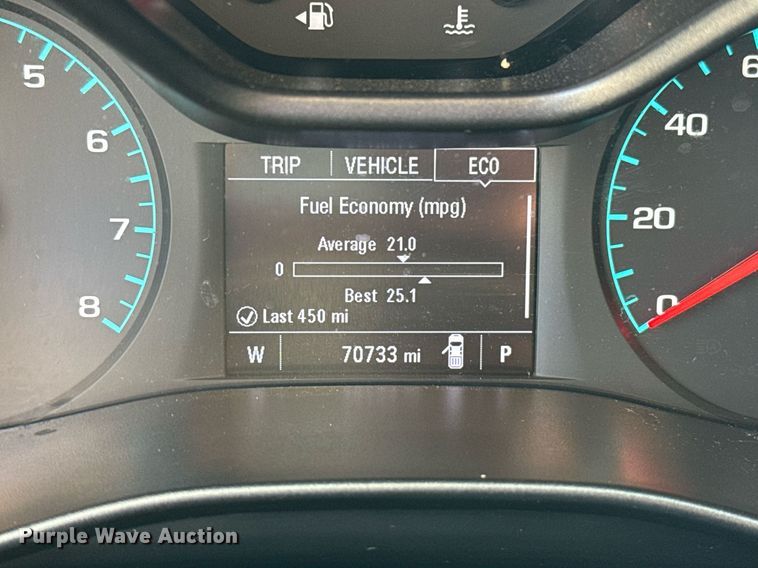 5
6
7
8
TRIP VEHICLE ECO
Fuel Economy (mpg)
Average 21.0
0
Best 25.1
Last 450 mi
W 70733 mi P
40
20
0
Purple Wave Auction